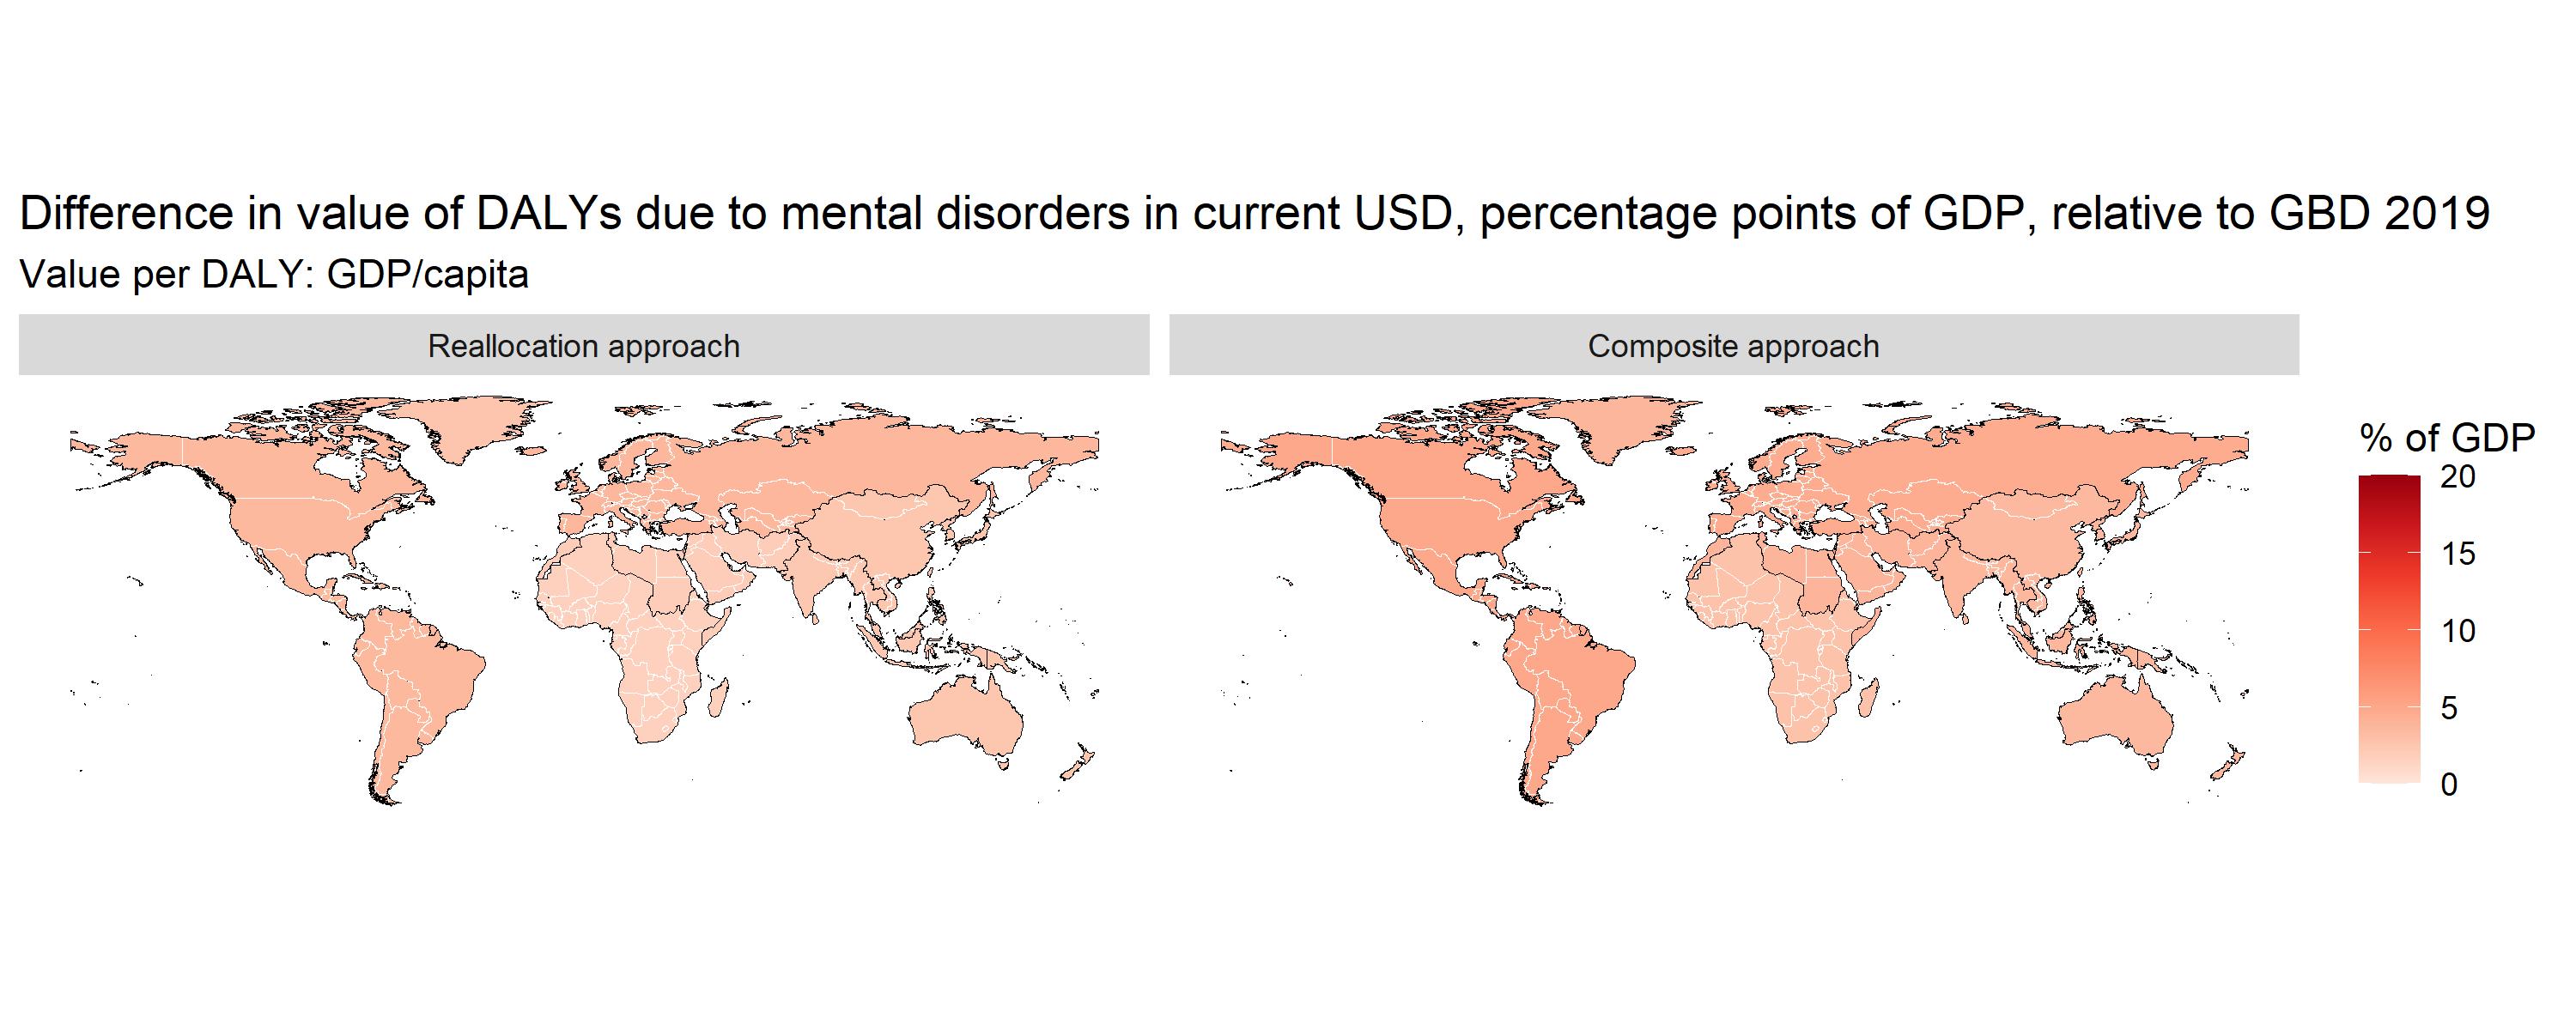 Difference in value of DALYs due to mental disorders in current USD, percentage points of GDP, relative to GBD 2019
Value per DALY: GDP/capita
Reallocation approach
Composite approach
% of GDP
20
15
10
5
0